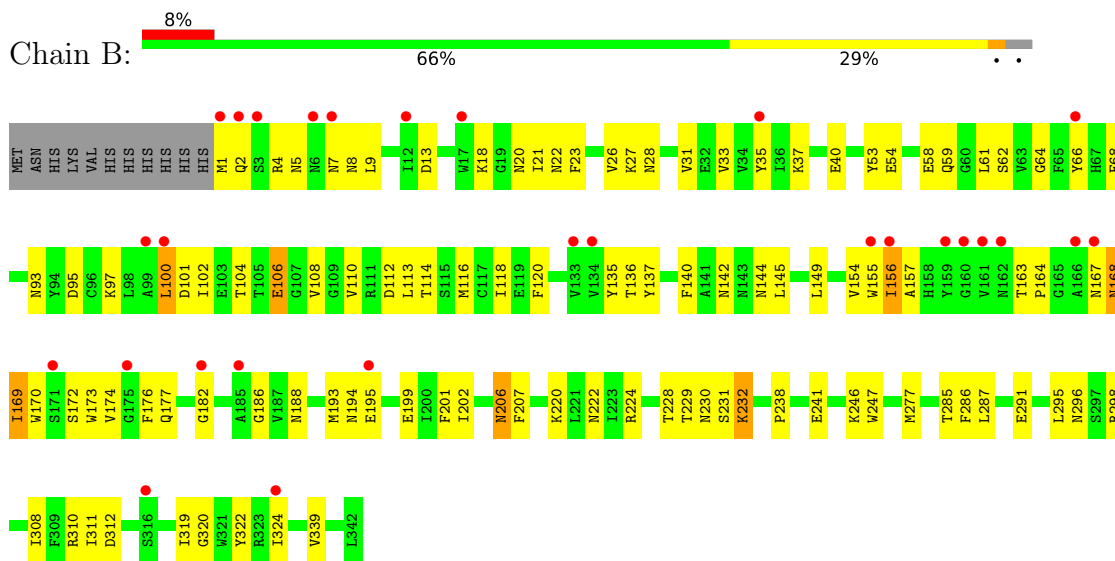 8%
Chain B:
66% 29% • •
MET ASN HIS LYS VAL HIS HIS HIS HIS HIS HIS M1 Q2 S3 R4 N5 N6 N7 N8 L9 I12 D13 W17 K18 G19 N20 I21 N22 F23 V26 K27 N28 V31 E32 V33 V34 Y35 I36 K37 E40 Y53 E54 E58 Q59 G60 L61 S62 V63 G64 F65 Y66 H67
N93 Y94 D95 C96 K97 L98 A99 L100 D101 I102 E103 T104 T105 E106 G107 V108 G109 V110 R111 D112 L113 T114 S115 M116 C117 I118 E119 F120 V133 V134 Y135 T136 Y137 F140 A141 N142 N143 N144 L145 L149 V154 W155 I156 A157 H158 Y159 G160 V161 N162 T163 P164 G165 A166 N167 N168
I169 W170 S171 S172 W173 V174 G175 F176 Q177 G182 A185 G186 V187 N188 M193 N194 E195 E199 I200 F201 I202 N206 F207 K220 L221 N222 I223 R224 T228 T229 N230 S231 K232 P238 E241 K246 W247 M277 T285 F286 L287 E291 L295 N296 S297
I308 F309 R310 I311 D312 S316 I319 G320 W321 Y322 R323 I324 V339 L342